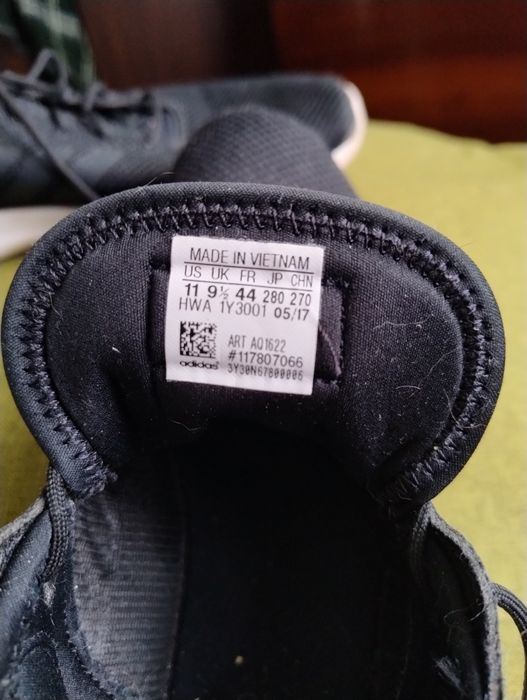 MADE IN VIETNAM
US UK FR JP CHN
11 9½ 44 280 270
HWA 1Y3001 05/17
ART AQ1622
#117807066
adidas 3Y30N67800006